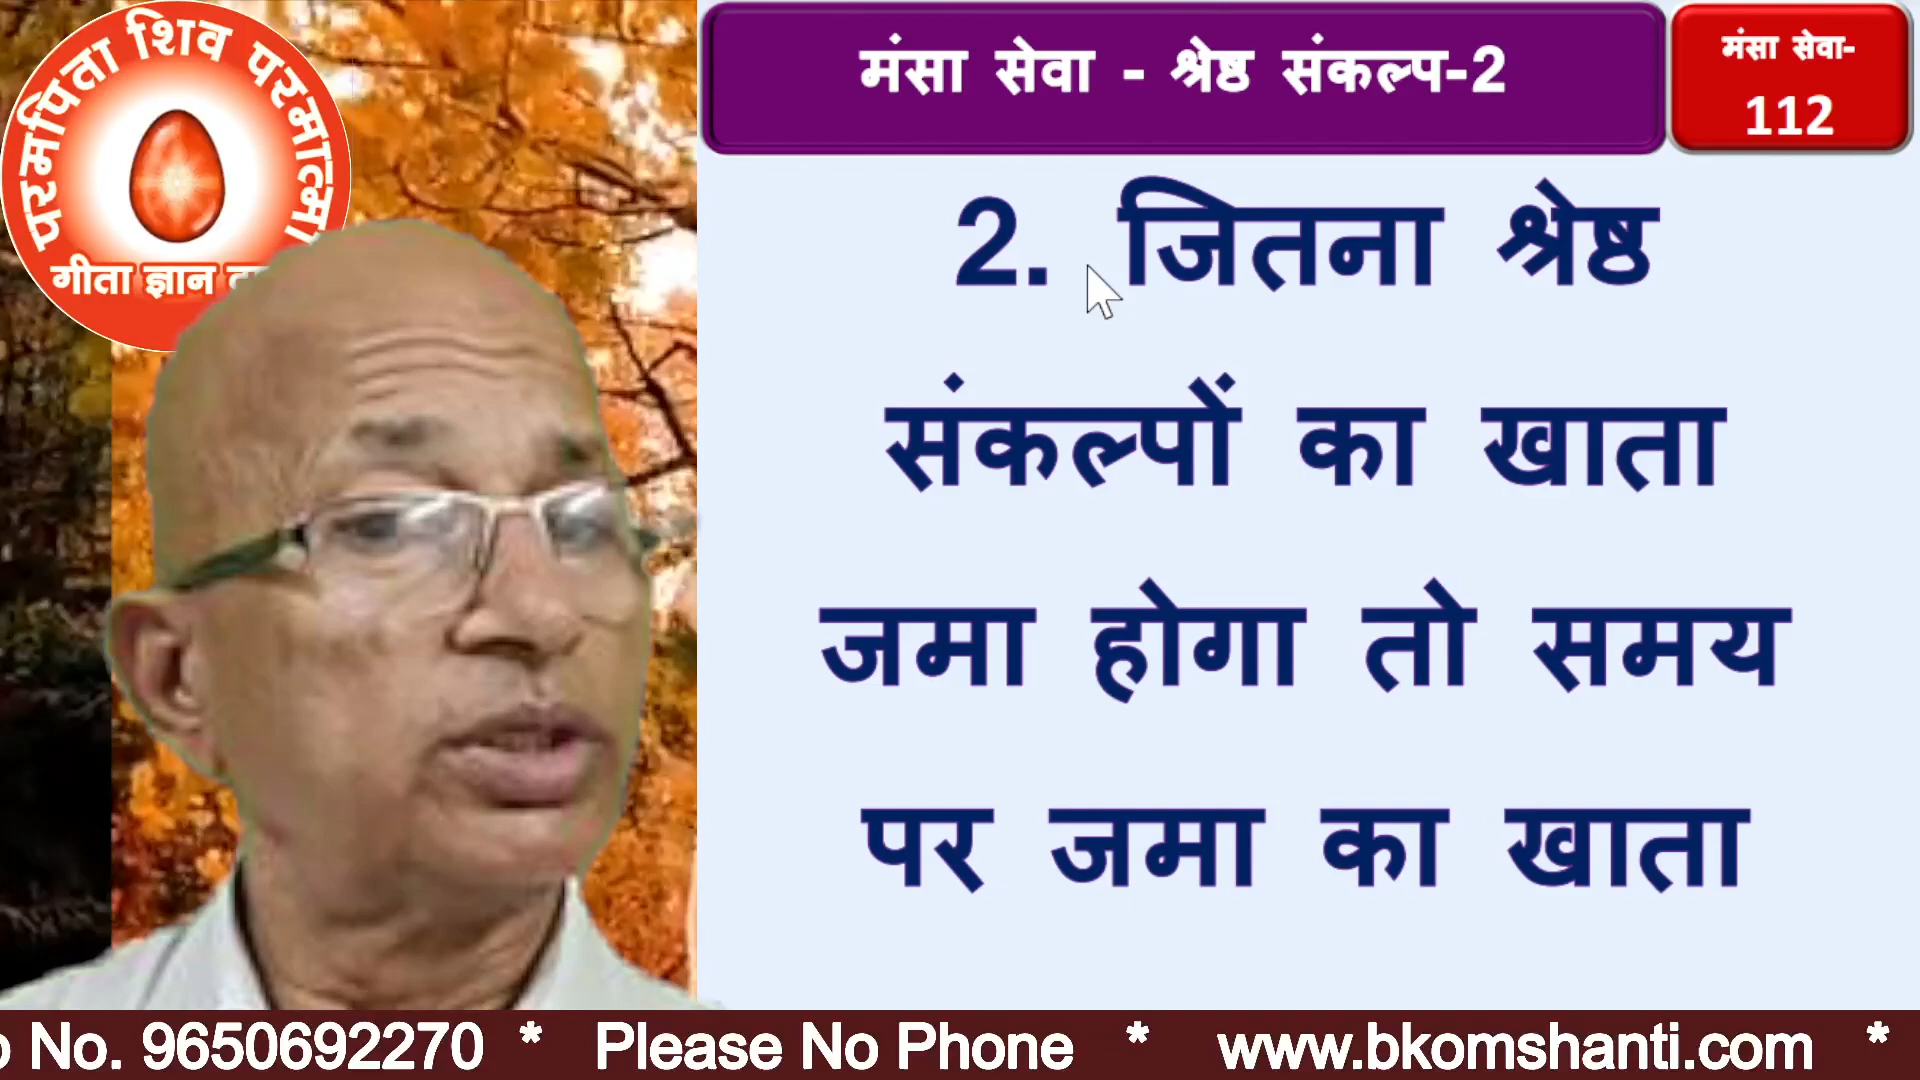 परमपिता शिव परमात्मा
गीता ज्ञान
मंसा सेवा - श्रेष्ठ संकल्प-2
मंसा सेवा-
112
2. जितना श्रेष्ठ
संकल्पों का खाता
जमा होगा तो समय
पर जमा का खाता
No. 9650692270 * Please No Phone * www.bkomshanti.com *